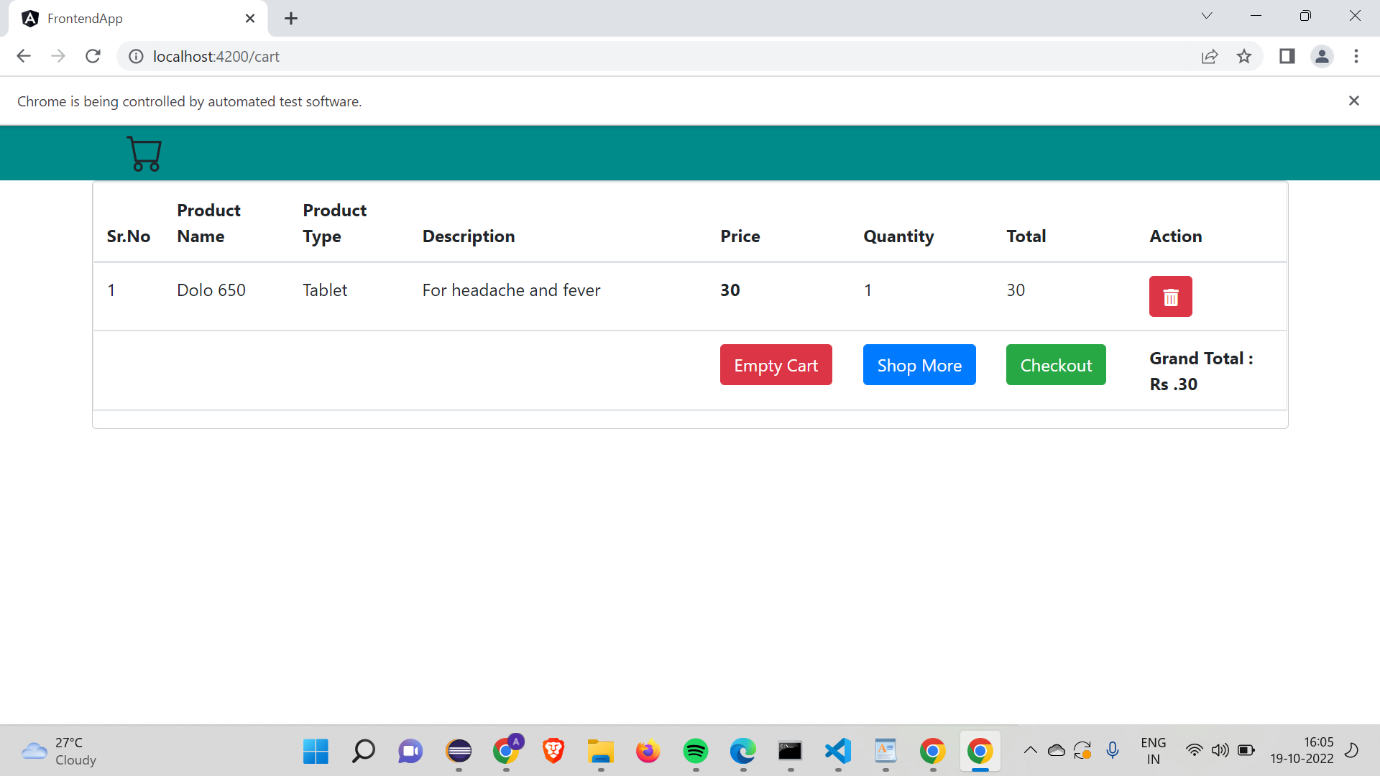 FrontendApp
localhost:4200/cart
Chrome is being controlled by automated test software.
Product Product
Sr.No Name Type Description Price Quantity Total Action
1 Dolo 650 Tablet For headache and fever 30 1 30
Empty Cart Shop More Checkout Grand Total :
Rs .30
27°C
Cloudy
A
ENG
IN
16:05
19-10-2022